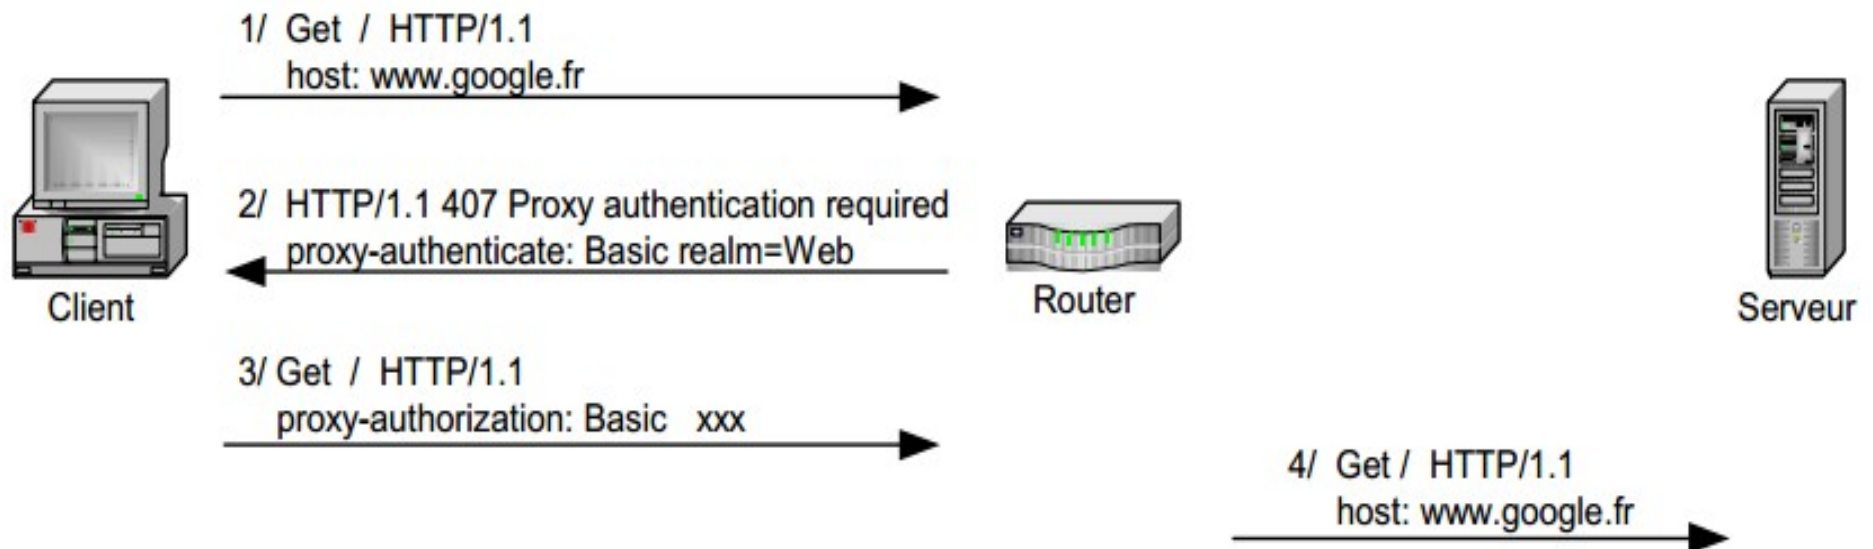 1/ Get / HTTP/1.1
host: www.google.fr
2/ HTTP/1.1 407 Proxy authentication required
proxy-authenticate: Basic realm=Web
Client
Router
Serveur
3/ Get / HTTP/1.1
proxy-authorization: Basic xxx
4/ Get / HTTP/1.1
host: www.google.fr